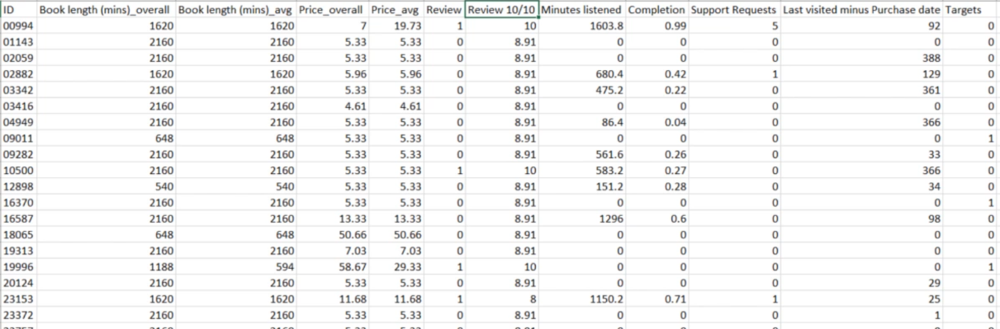 ID Book length (mins)_overall Book length (mins)_avg Price_overall Price_avg Review Review 10/10 Minutes listened Completion Support Requests Last visited minus Purchase date Targets
00994 1620 1620 7 19.73 1 10 1603.8 0.99 5 92 0
01143 2160 2160 5.33 5.33 0 8.91 0 0 0 0 0
02059 2160 2160 5.33 5.33 0 8.91 0 0 0 388 0
02882 1620 1620 5.96 5.96 0 8.91 680.4 0.42 1 129 0
03342 2160 2160 5.33 5.33 0 8.91 475.2 0.22 0 361 0
03416 2160 2160 4.61 4.61 0 8.91 0 0 0 0 0
04949 2160 2160 5.33 5.33 0 8.91 86.4 0.04 0 366 0
09011 648 648 5.33 5.33 0 8.91 0 0 0 0 1
09282 2160 2160 5.33 5.33 0 8.91 561.6 0.26 0 33 0
10500 2160 2160 5.33 5.33 1 10 583.2 0.27 0 366 0
12898 540 540 5.33 5.33 0 8.91 151.2 0.28 0 34 0
16370 2160 2160 5.33 5.33 0 8.91 0 0 0 0 1
16587 2160 2160 13.33 13.33 0 8.91 1296 0.6 0 98 0
18065 648 648 50.66 50.66 0 8.91 0 0 0 0 0
19313 2160 2160 7.03 7.03 0 8.91 0 0 0 0 0
19996 1188 594 58.67 29.33 1 10 0 0 0 0 1
20124 2160 2160 5.33 5.33 0 8.91 0 0 0 29 0
23153 1620 1620 11.68 11.68 1 8 1150.2 0.71 1 25 0
23372 2160 2160 5.33 5.33 0 8.91 0 0 0 1 0